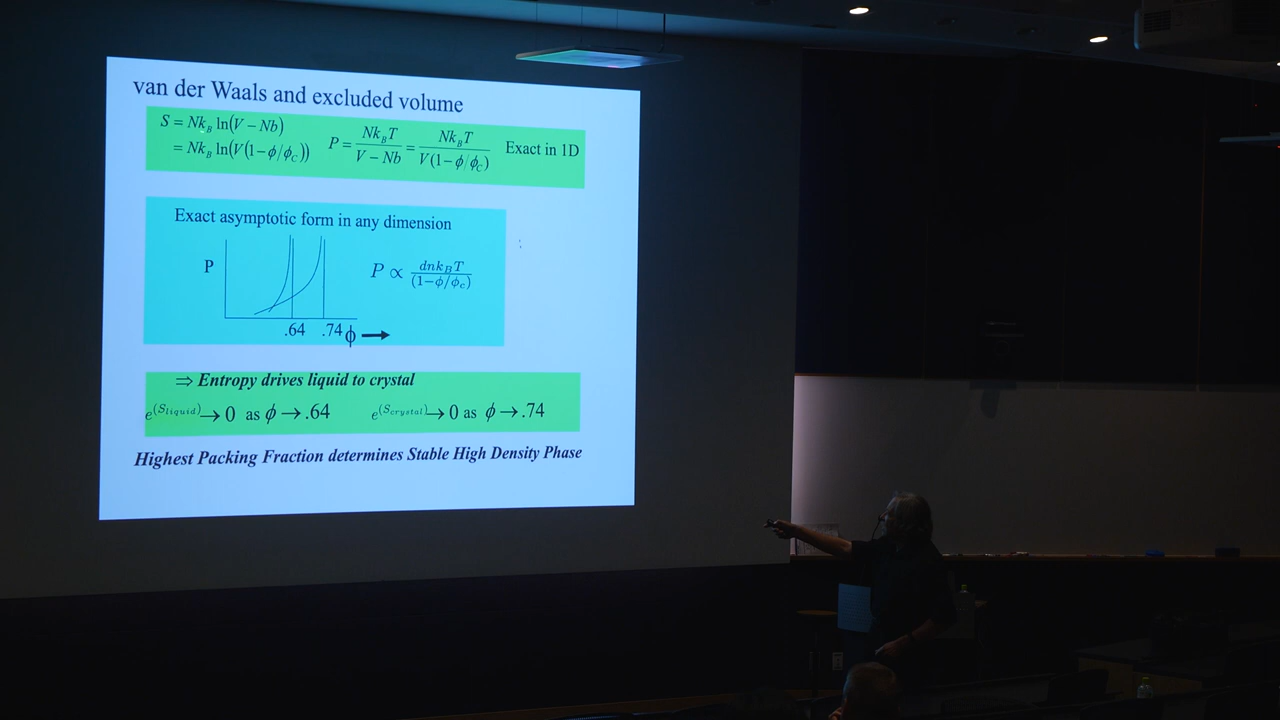 van der Waals and excluded volume
S = Nk_B ln(V − Nb)
= Nk_B ln(V(1−ϕ/ϕ_C))
P = Nk_BT / (V − Nb) = Nk_BT / (V(1−ϕ/ϕ_C))
Exact in 1D
Exact asymptotic form in any dimension
P
P ∝ dnk_BT / (1−ϕ/ϕ_c)
.64 .74 ϕ →
⇒ Entropy drives liquid to crystal
e^(S_liquid) → 0 as ϕ → .64
e^(S_crystal) → 0 as ϕ → .74
Highest Packing Fraction determines Stable High Density Phase